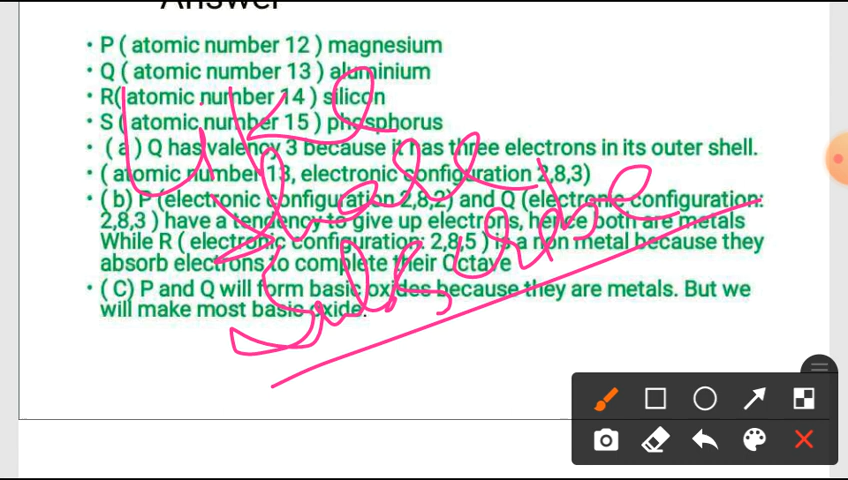 Answer
• P ( atomic number 12 ) magnesium
• Q ( atomic number 13 ) aluminium
• R( atomic number 14 ) silicon
• S ( atomic number 15 ) phosphorus
• ( a ) Q has valency 3 because it has three electrons in its outer shell.
• ( atomic number 13, electronic configuration 2,8,3)
• ( b ) P (electronic configuration 2,8,2) and Q (electronic configuration:
2,8,3 ) have a tendency to give up electrons, hence both are metals
While R ( electronic configuration: 2,8,5 ) is a non metal because they
absorb electrons to complete their Octave
• ( C) P and Q will form basic oxides because they are metals. But we
will make most basic oxide.
Like
share